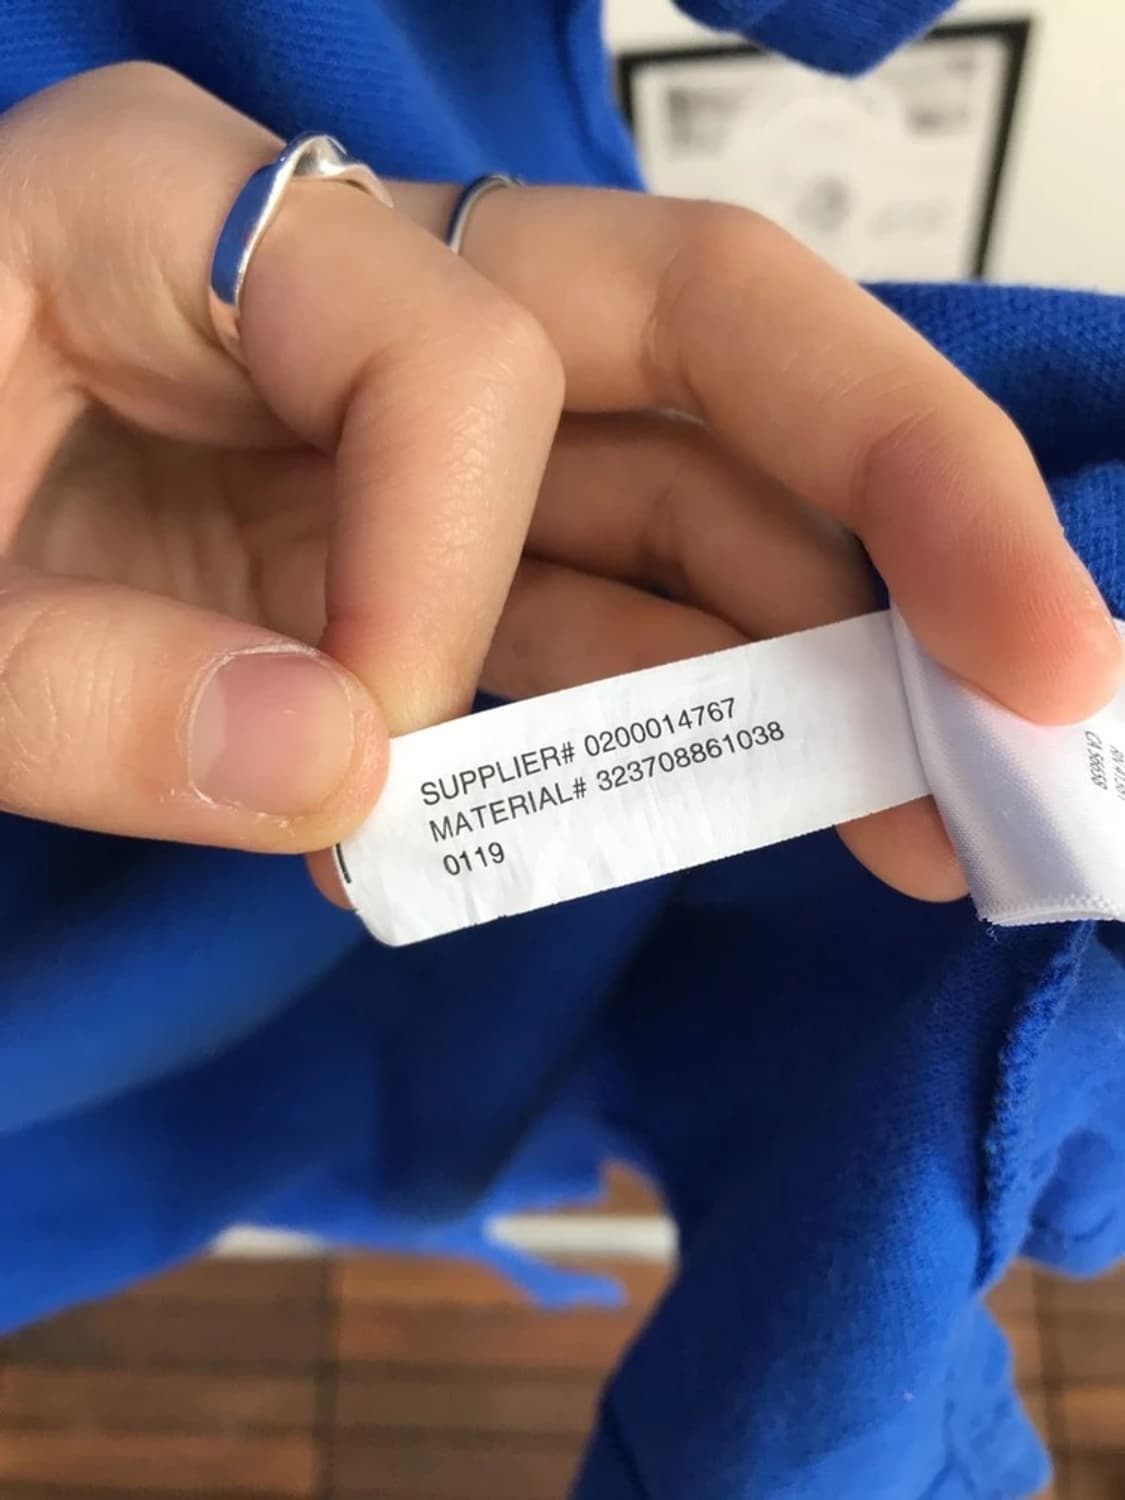 SUPPLIER# 0200014767
MATERIAL# 323708861038
0119